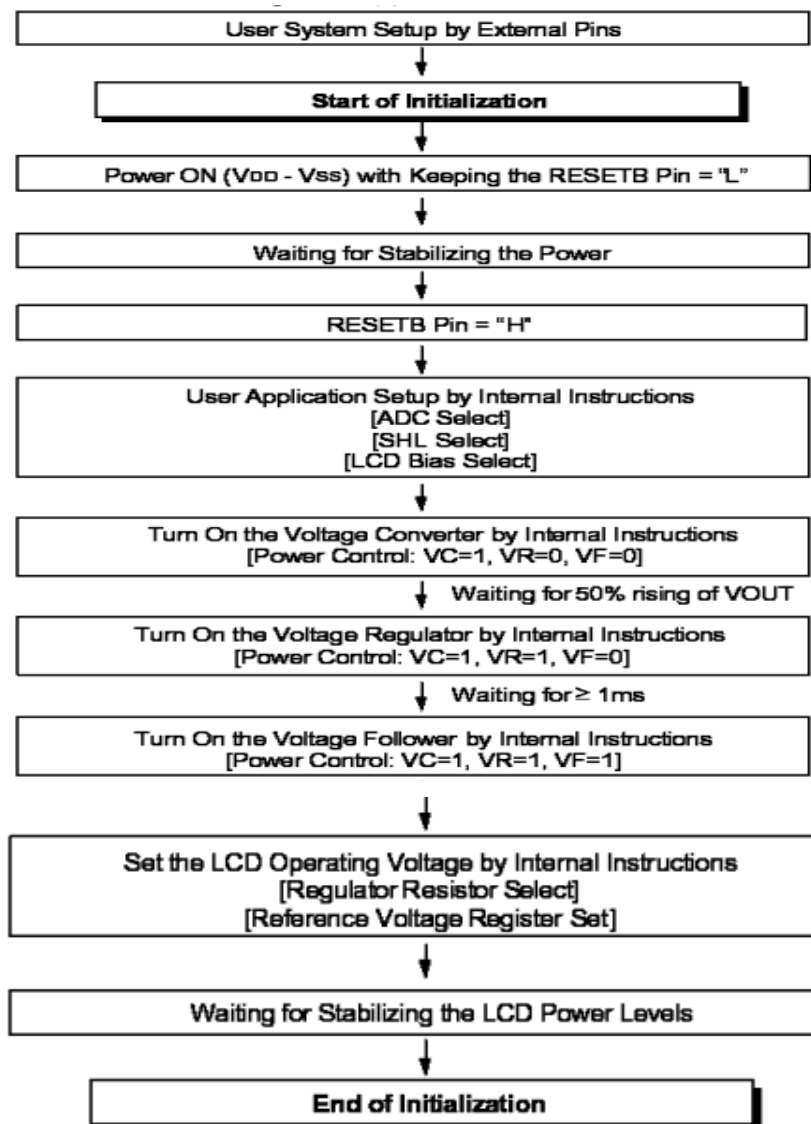 User System Setup by External Pins
Start of Initialization
Power ON (VDD - VSS) with Keeping the RESETB Pin = "L"
Waiting for Stabilizing the Power
RESETB Pin = "H"
User Application Setup by Internal Instructions
[ADC Select]
[SHL Select]
[LCD Bias Select]
Turn On the Voltage Converter by Internal Instructions
[Power Control: VC=1, VR=0, VF=0]
Waiting for 50% rising of VOUT
Turn On the Voltage Regulator by Internal Instructions
[Power Control: VC=1, VR=1, VF=0]
Waiting for ≥ 1ms
Turn On the Voltage Follower by Internal Instructions
[Power Control: VC=1, VR=1, VF=1]
Set the LCD Operating Voltage by Internal Instructions
[Regulator Resistor Select]
[Reference Voltage Register Set]
Waiting for Stabilizing the LCD Power Levels
End of Initialization